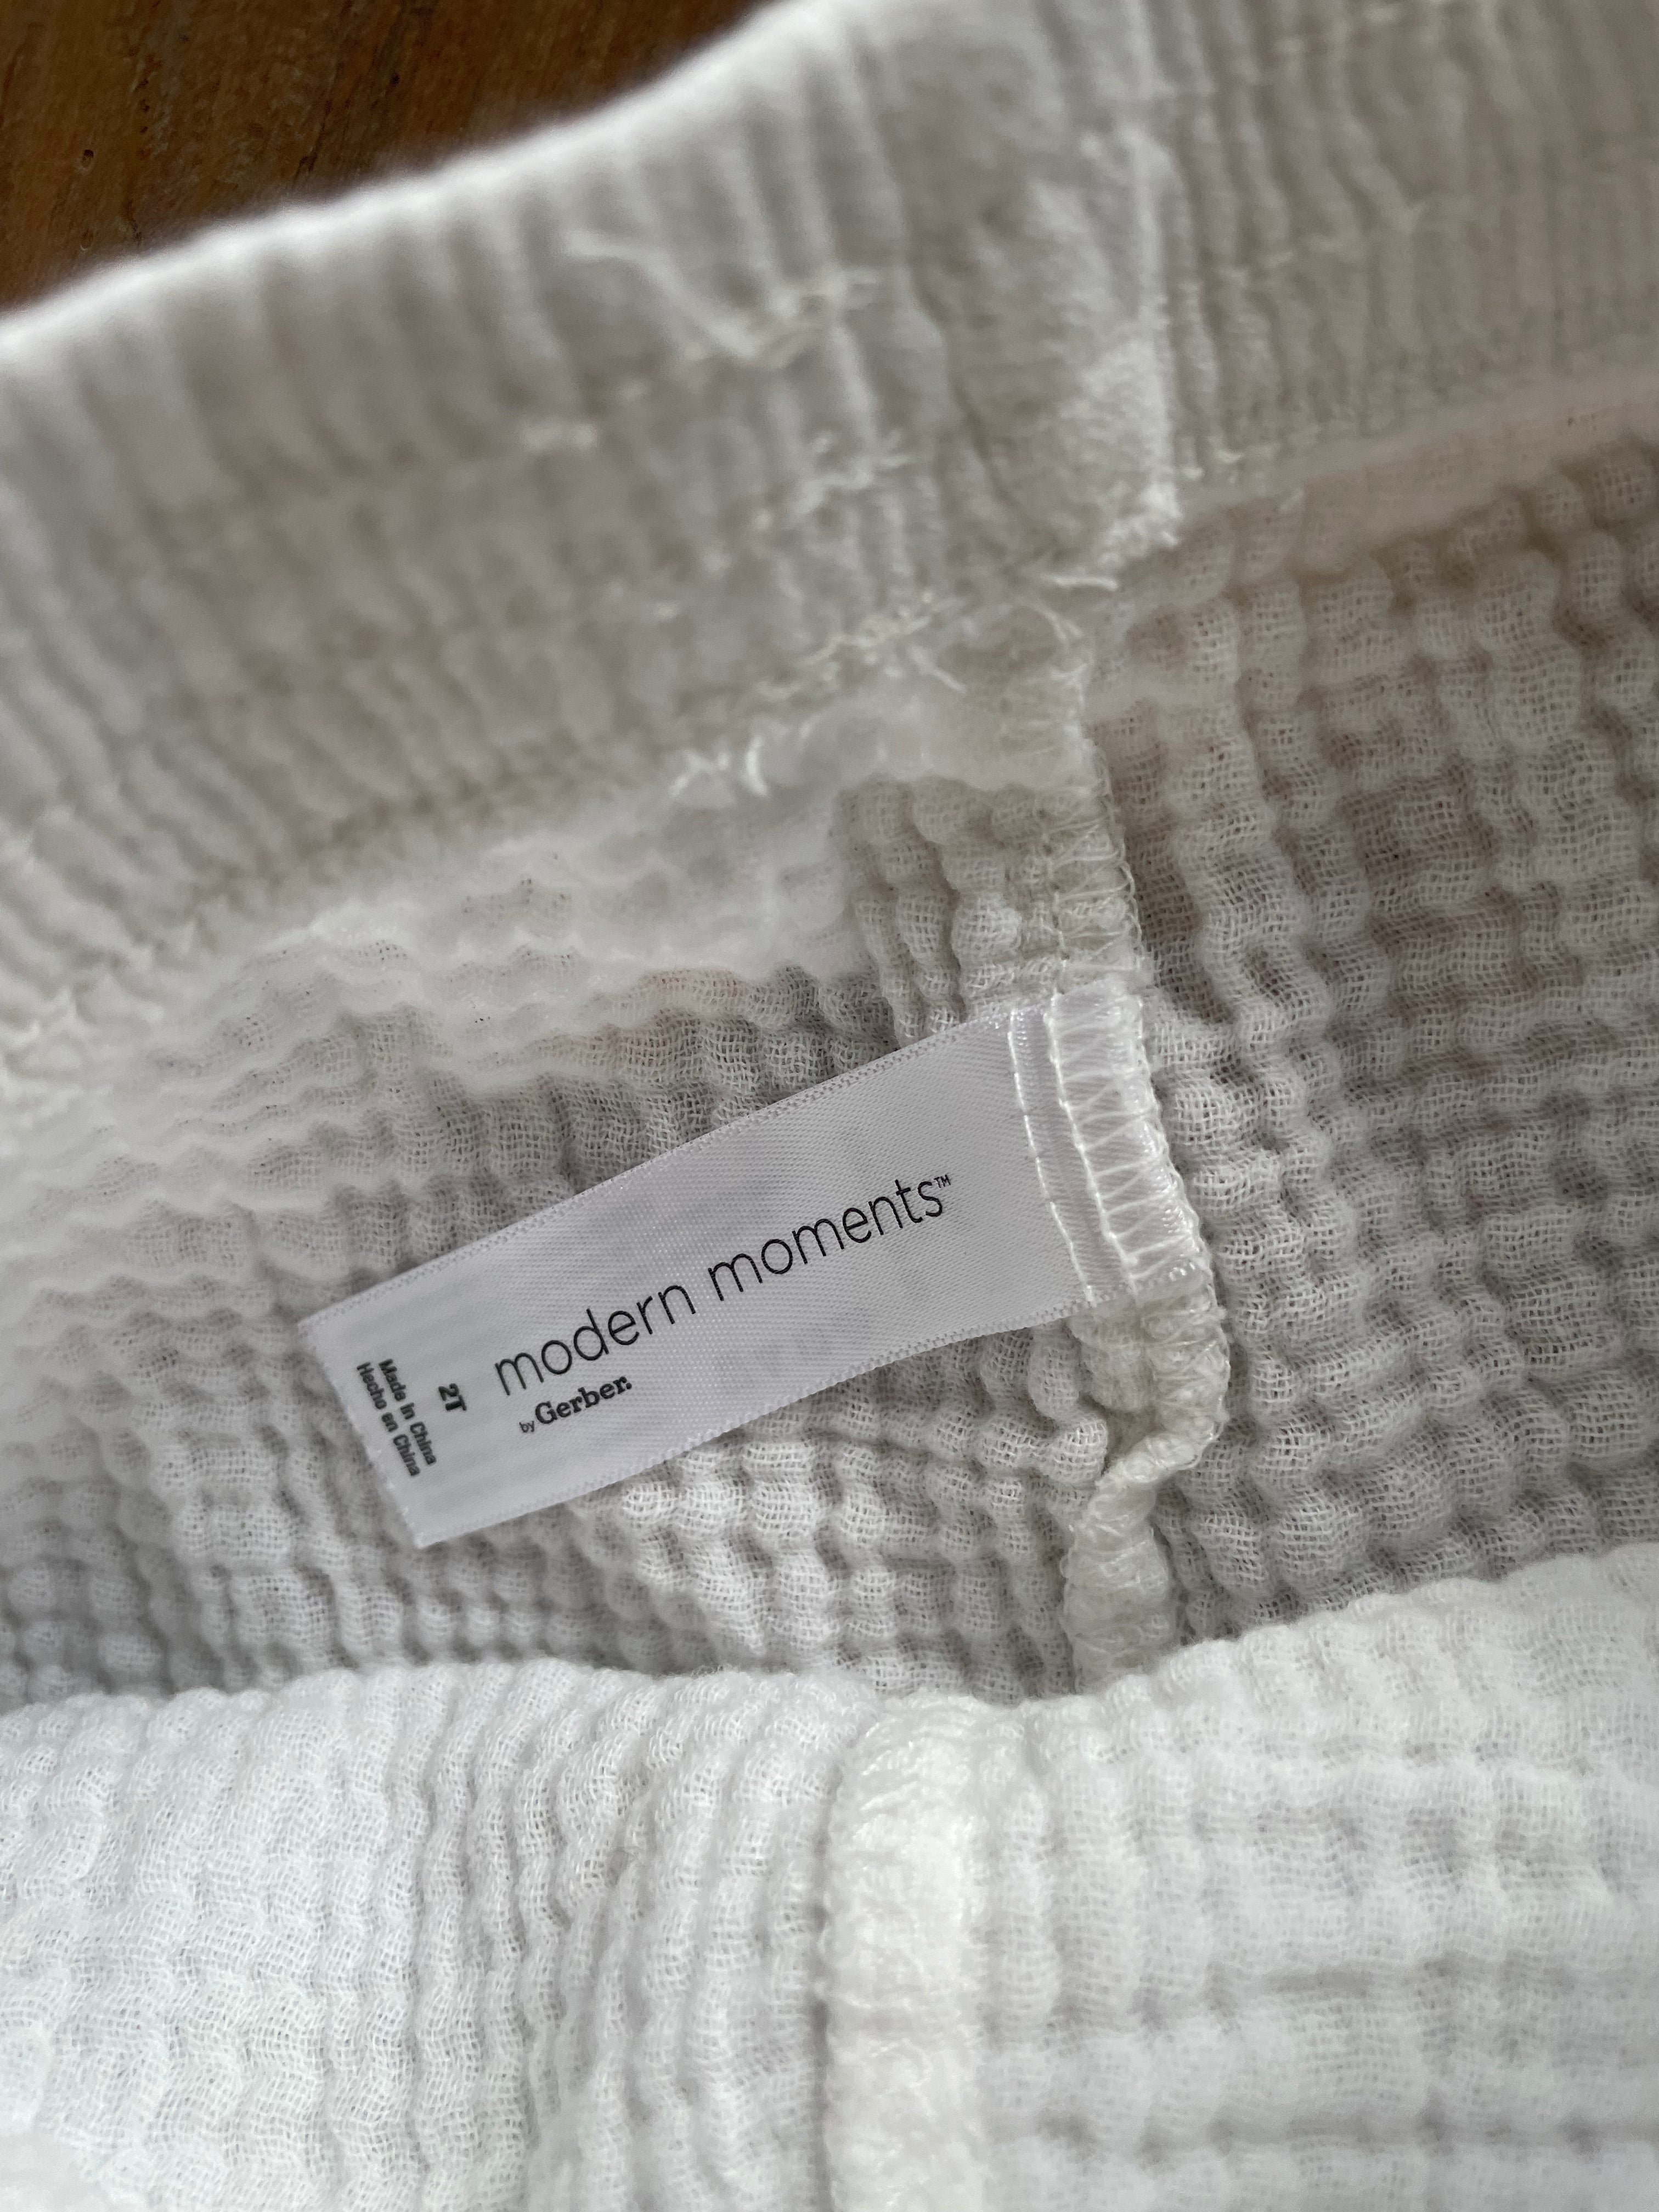 modern moments™
by Gerber.
2T
Made in China
Hecho en China